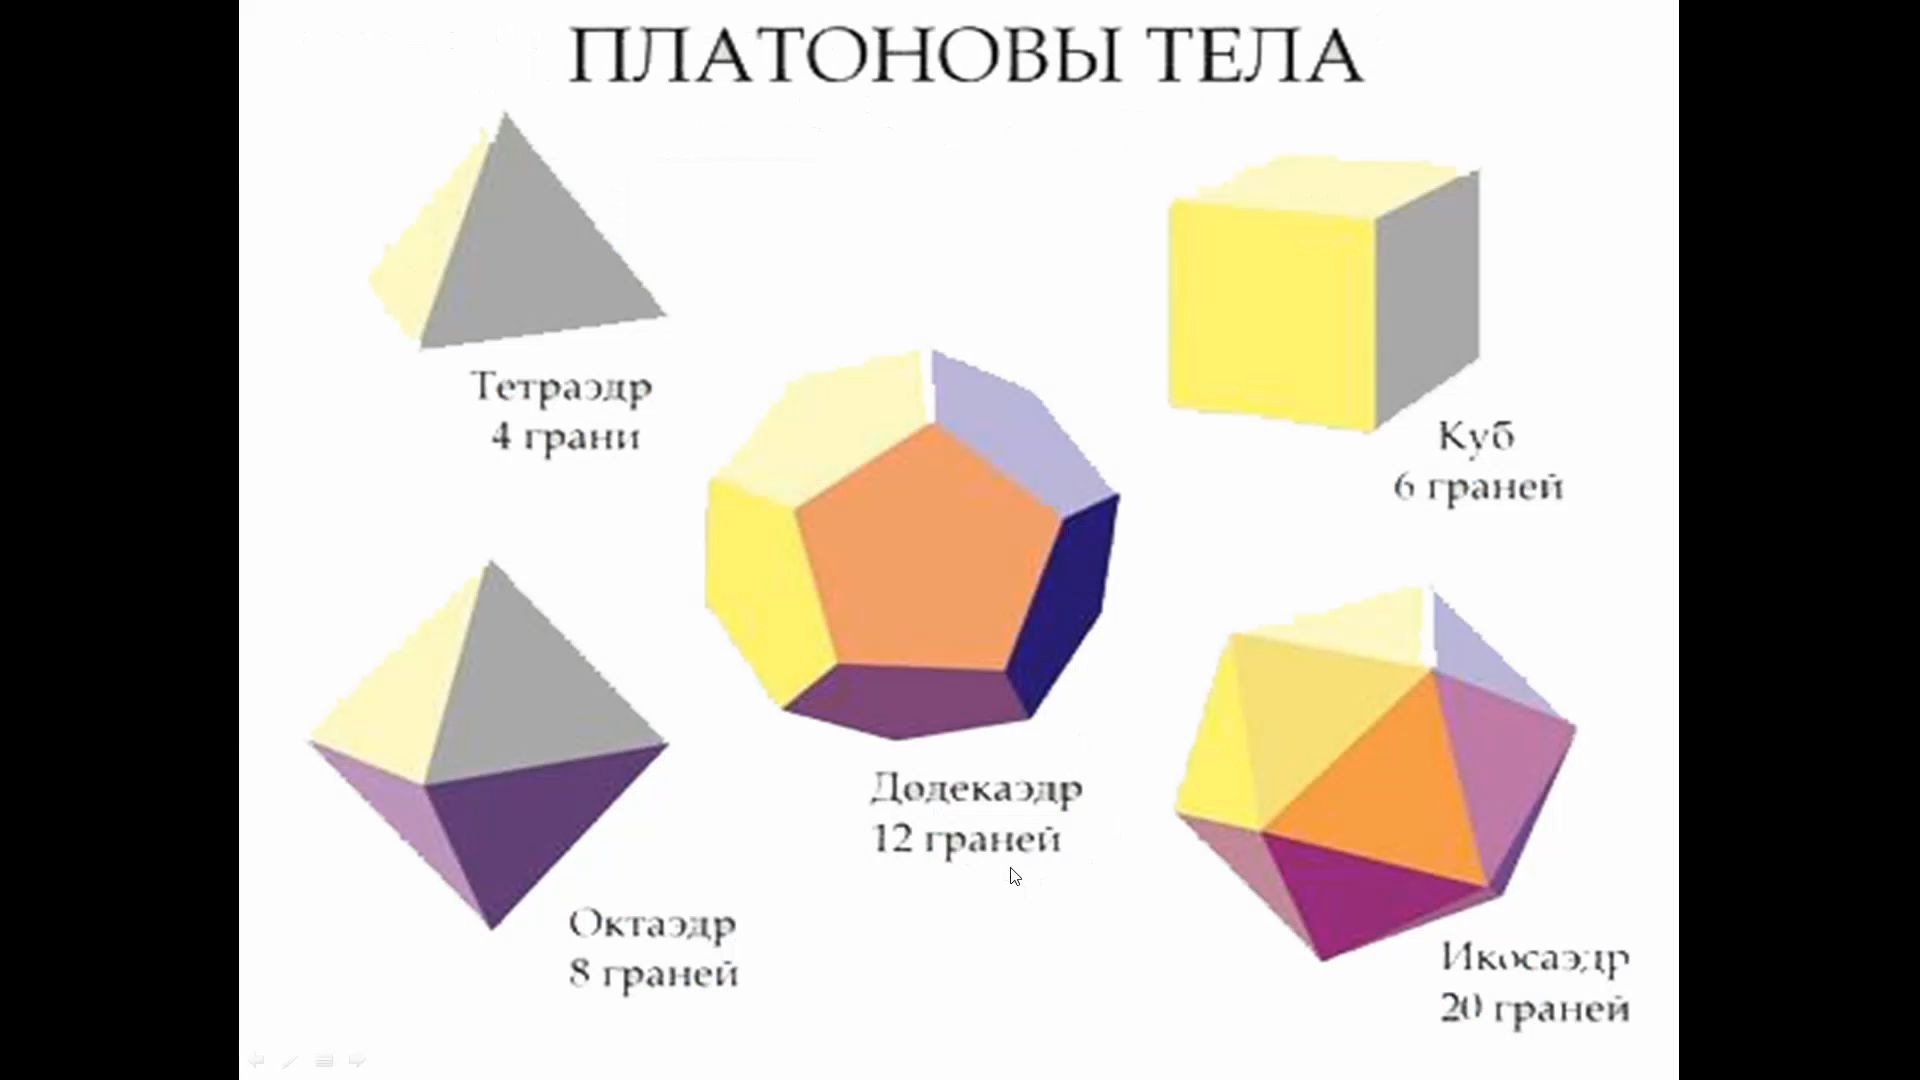 ПЛАТОНОВЫ ТЕЛА
Тетраэдр
4 грани
Куб
6 граней
Додекаэдр
12 граней
Октаэдр
8 граней
Икосаэдр
20 граней